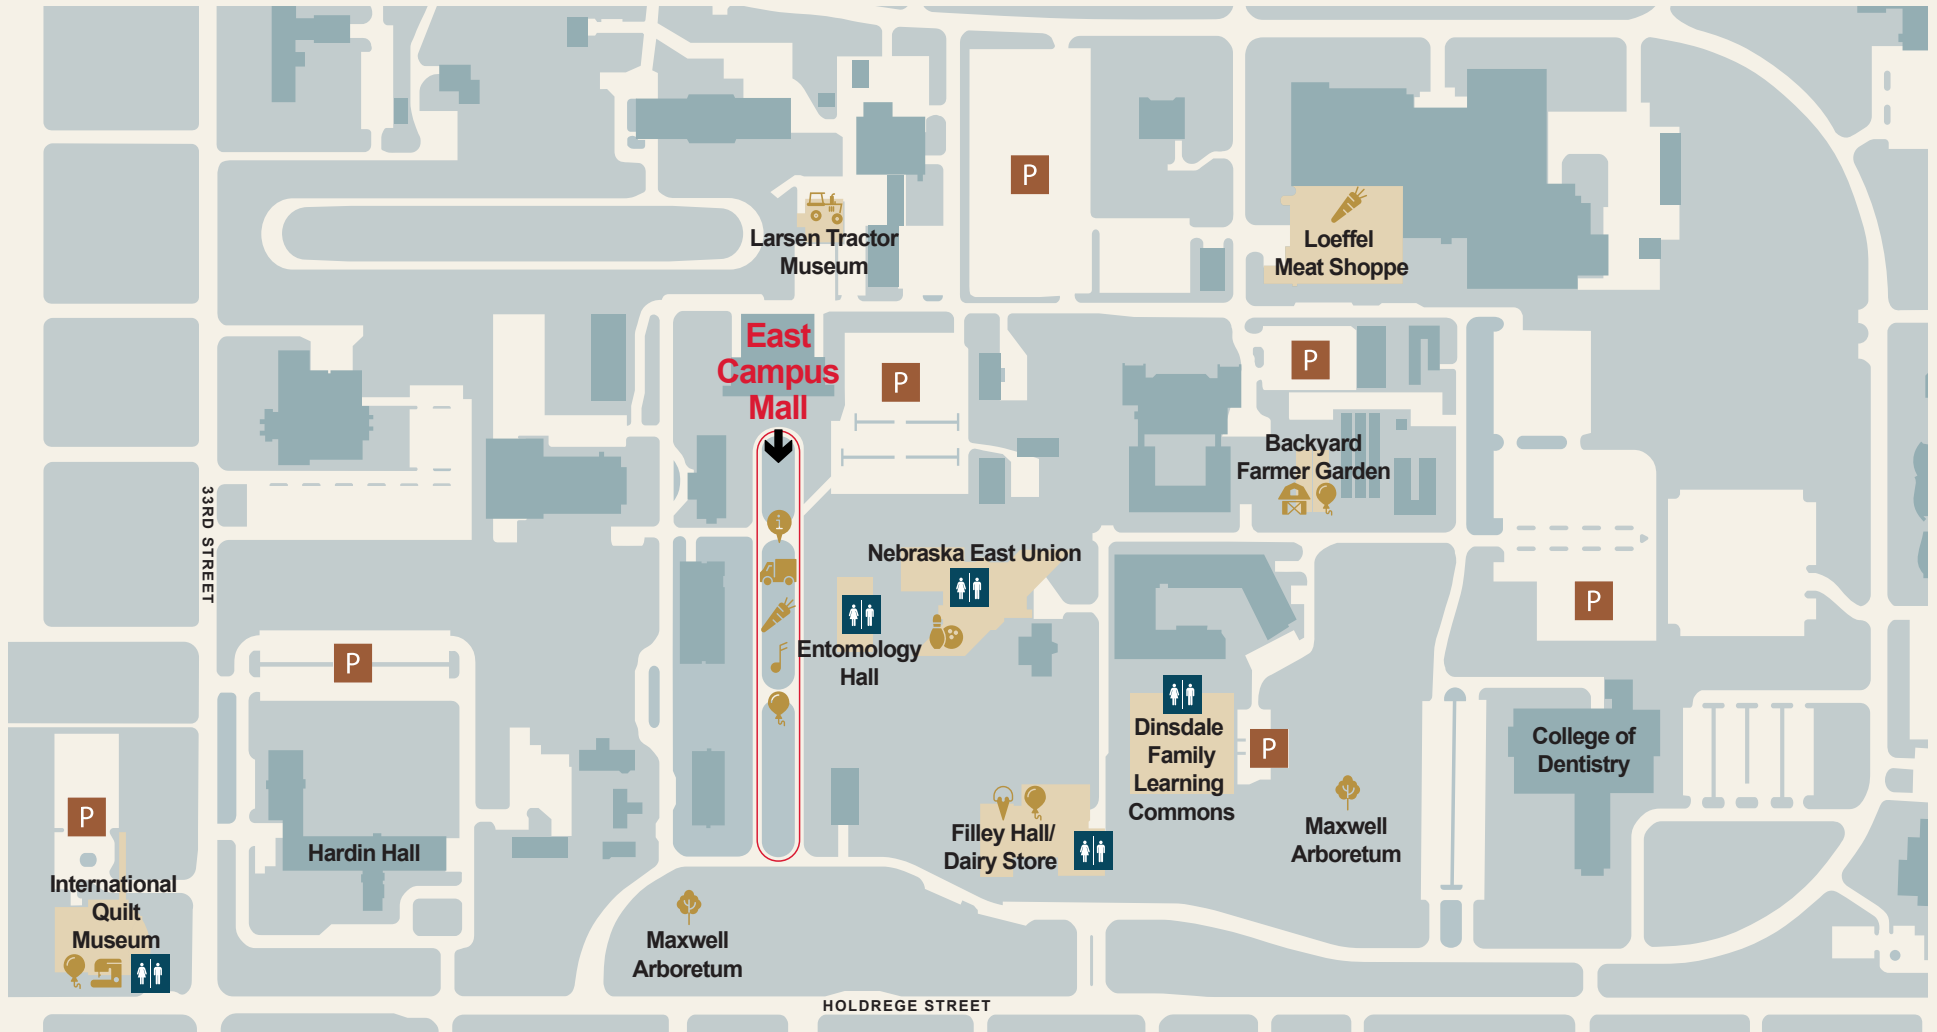 P
Larsen Tractor
Museum
Loeffel
Meat Shoppe
East
Campus
Mall
P
P
Backyard
Farmer Garden
33RD STREET
i
Nebraska East Union
P
Entomology
Hall
P
Dinsdale
Family
Learning
Commons
P
College of
Dentistry
P
Filley Hall/
Dairy Store
Maxwell
Arboretum
Hardin Hall
International
Quilt
Museum
Maxwell
Arboretum
HOLDREGE STREET